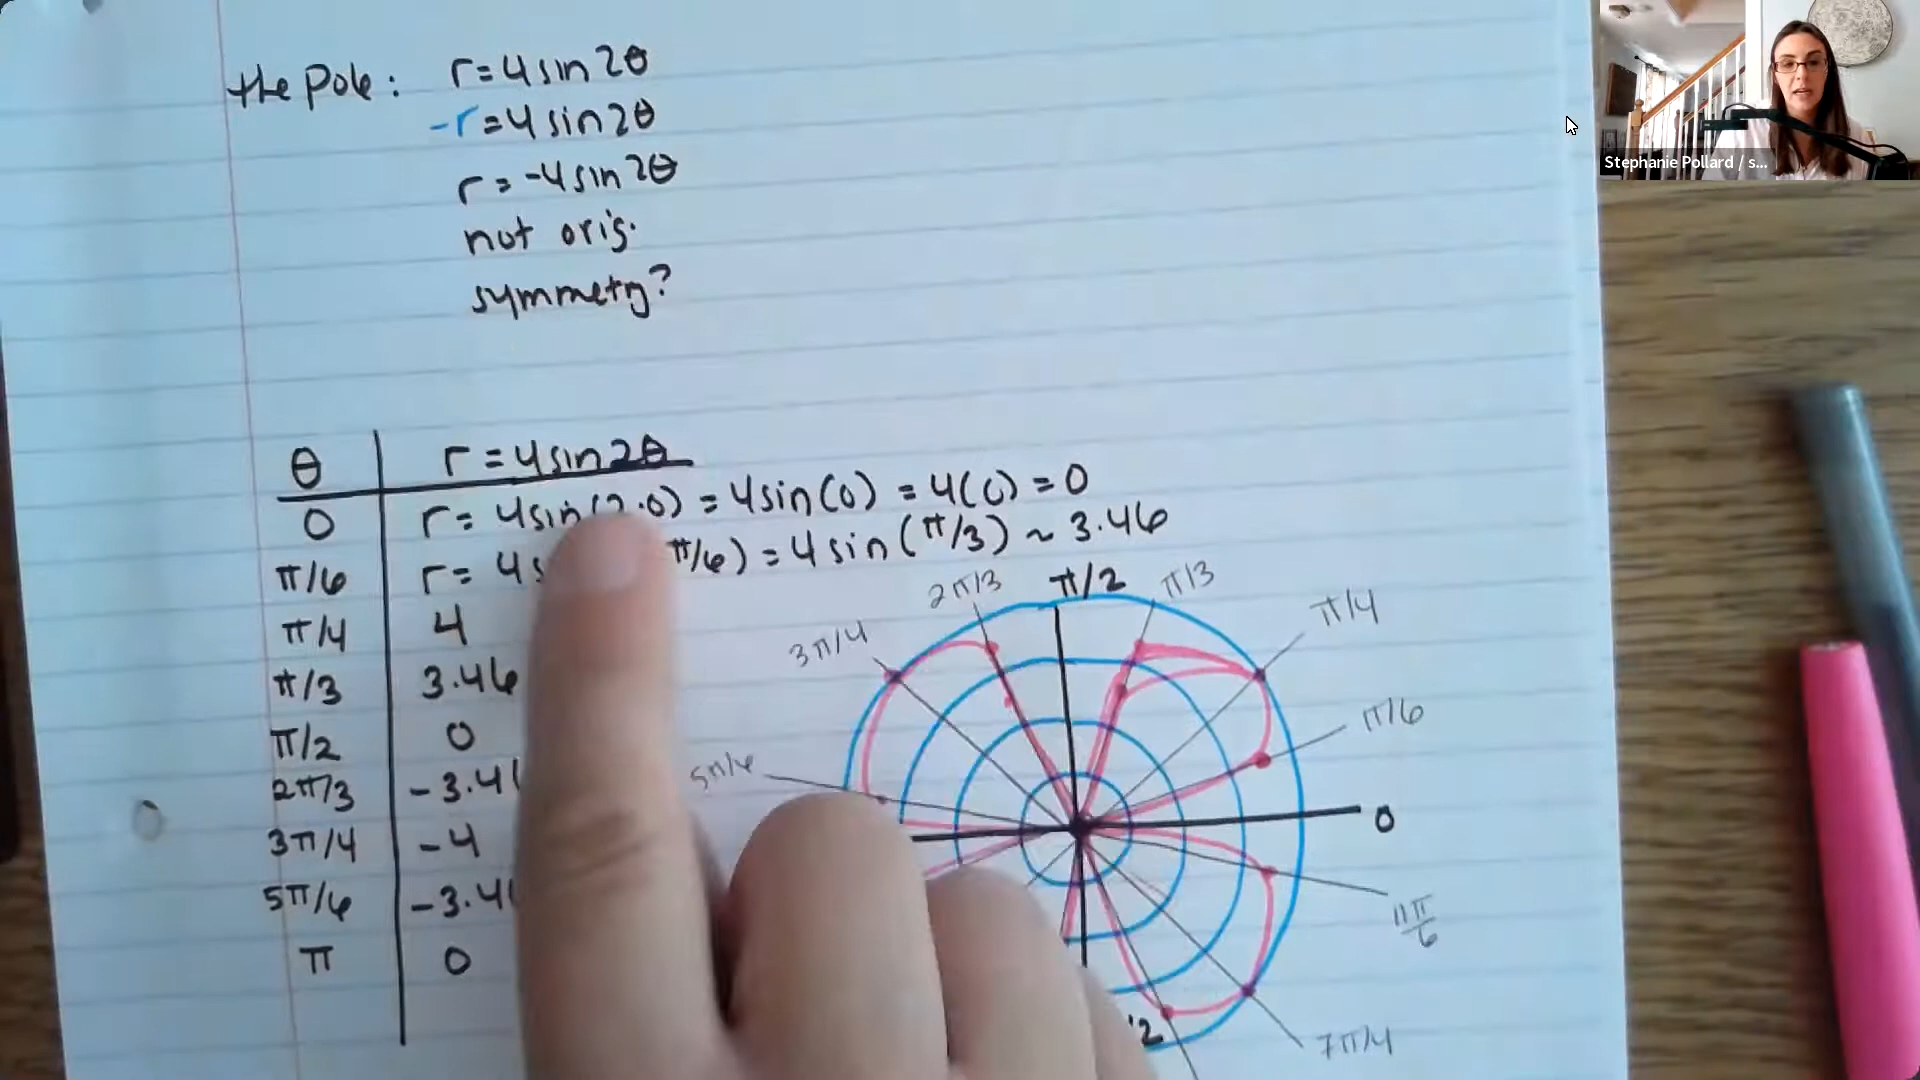 the pole: r=4sin2θ
-r=4sin2θ
r=-4sin2θ
not orig.
symmetry?
θ r=4sin2θ
0 r=4sin(2·0)=4sin(0)=4(0)=0
π/6 r=4s π/6)=4sin(π/3)~3.46
π/4 4
π/3 3.46
π/2 0
2π/3 -3.4
3π/4 -4
5π/6 -3.4
π 0
2π/3 π/2 π/3
3π/4 π/4
π/6
5π/6
0
11π/6
7π/4
Stephanie Pollard / s...